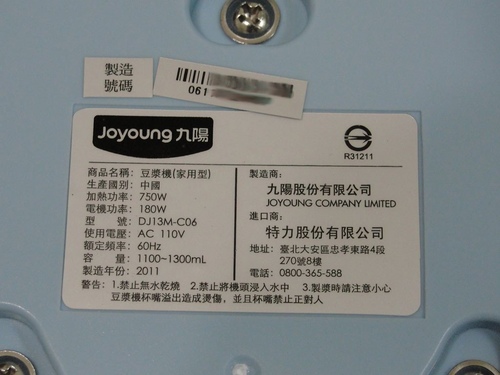 製造
號碼
061
Joyoung 九陽
R31211
商品名稱: 豆漿機(家用型)
生產國別: 中國
加熱功率: 750W
電機功率: 180W
型 號: DJ13M-C06
使用電壓: AC 110V
額定頻率: 60Hz
容 量: 1100~1300mL
製造年份: 2011
製造商:
九陽股份有限公司
JOYOUNG COMPANY LIMITED
進口商:
特力股份有限公司
地址: 臺北大安區忠孝東路4段
270號8樓
電話: 0800-365-588
警告: 1.禁止無水乾燒 2.禁止將機頭浸入水中 3.製漿時請注意小心
豆漿機杯嘴溢出造成燙傷，並且杯嘴禁止正對人